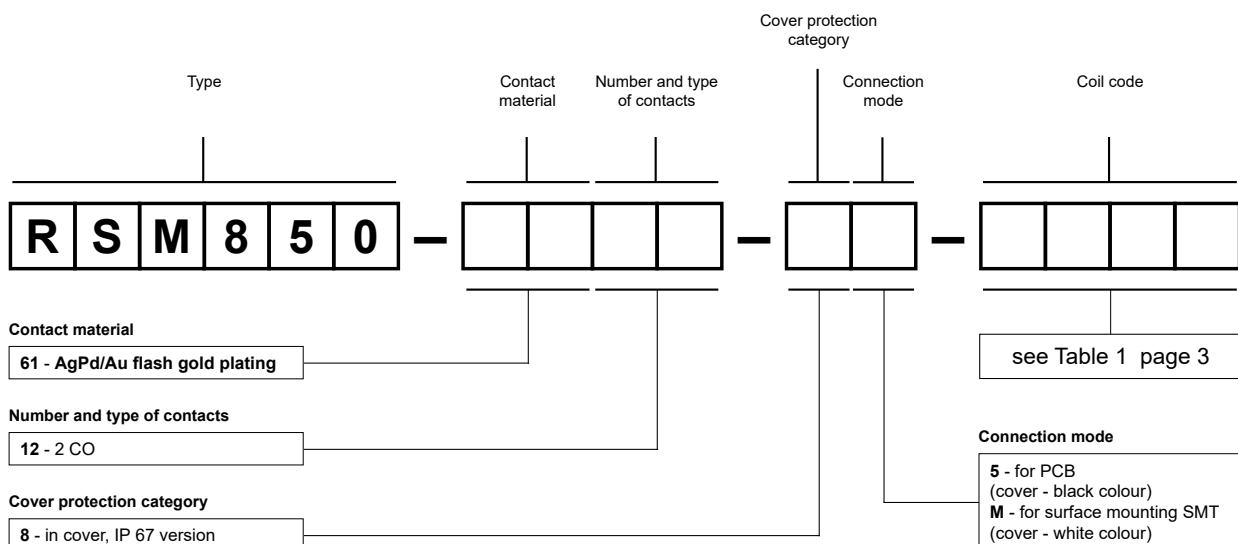 Cover protection
category
Type
Contact
material
Number and type
of contacts
Connection
mode
Coil code
R S M 8 5 0 – – –
Contact material
61 - AgPd/Au flash gold plating
see Table 1 page 3
Number and type of contacts
12 - 2 CO
Connection mode
5 - for PCB
(cover - black colour)
M - for surface mounting SMT
(cover - white colour)
Cover protection category
8 - in cover, IP 67 version